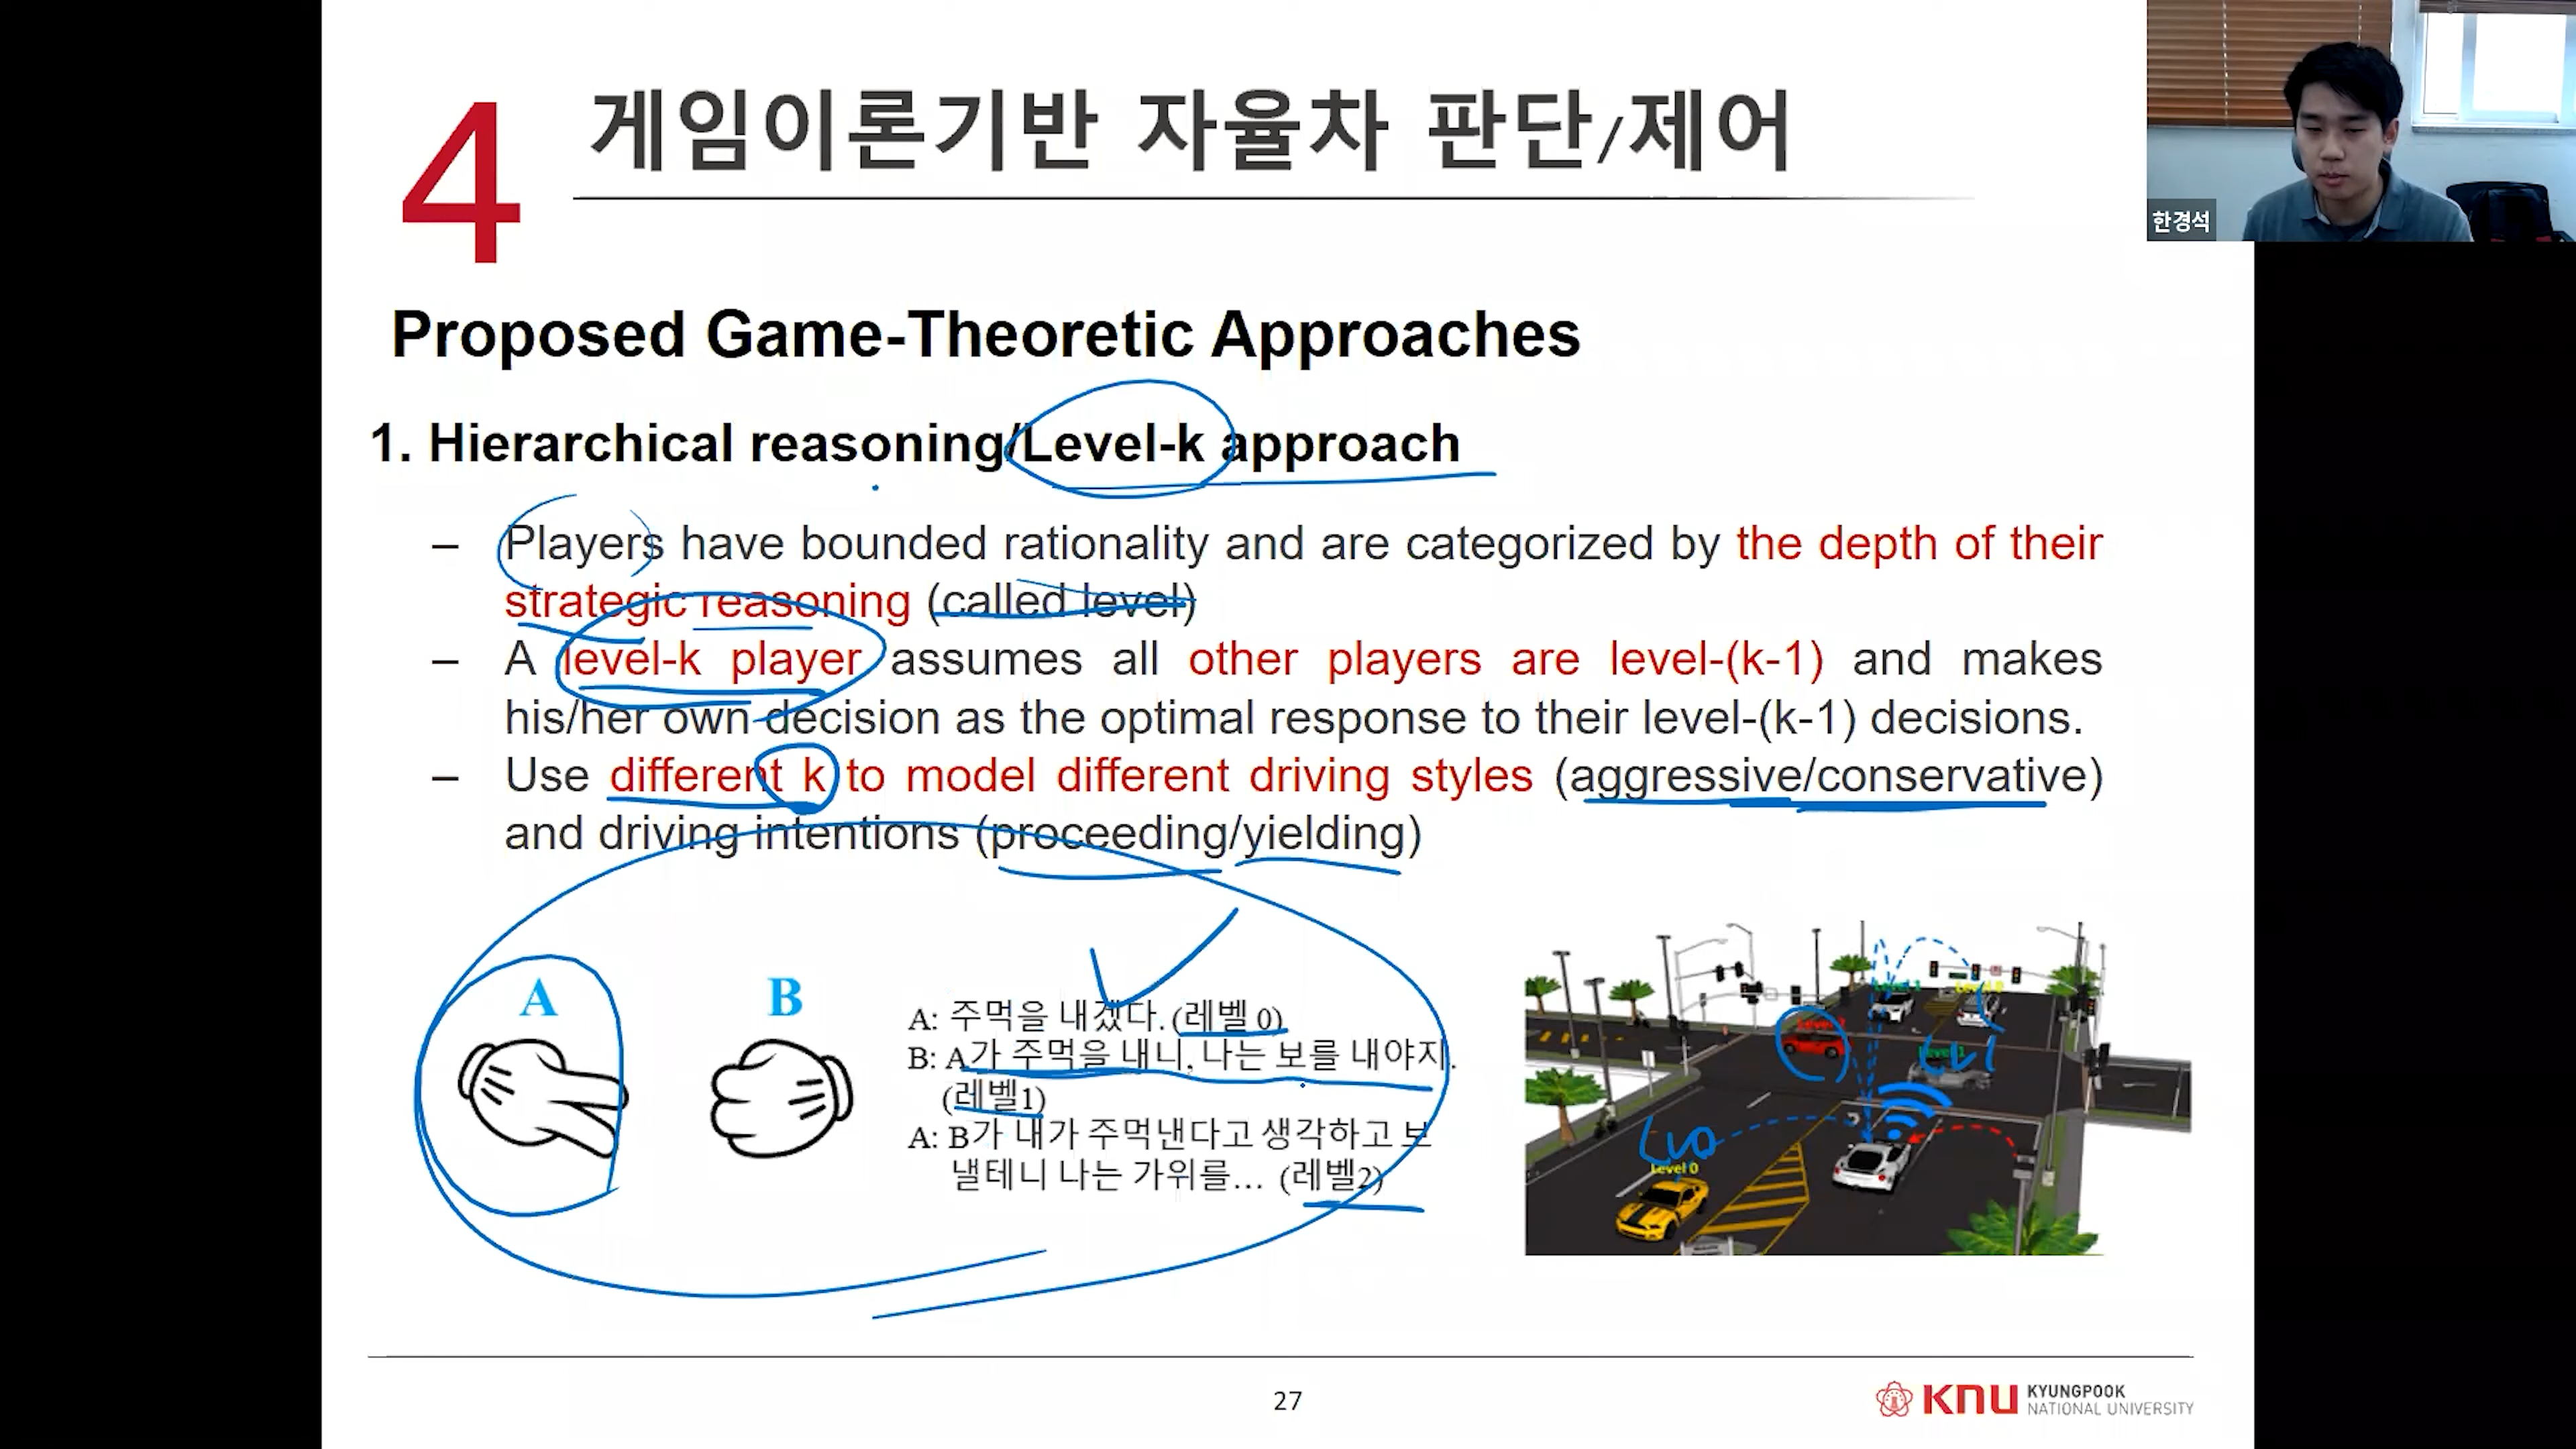 4 게임이론기반 자율차 판단/제어
한경석
Proposed Game-Theoretic Approaches
1. Hierarchical reasoning/Level-k approach
– Players have bounded rationality and are categorized by the depth of their
strategic reasoning (called level)
– A level-k player assumes all other players are level-(k-1) and makes
his/her own decision as the optimal response to their level-(k-1) decisions.
– Use different k to model different driving styles (aggressive/conservative)
and driving intentions (proceeding/yielding)
A
B
A: 주먹을 내겠다. (레벨 0)
B: A가 주먹을 내니, 나는 보를 내야지.
(레벨1)
A: B가 내가 주먹낸다고 생각하고 보
낼테니 나는 가위를... (레벨2)
Lv1
Lv0
Level 0
27
KNU KYUNGPOOK
NATIONAL UNIVERSITY